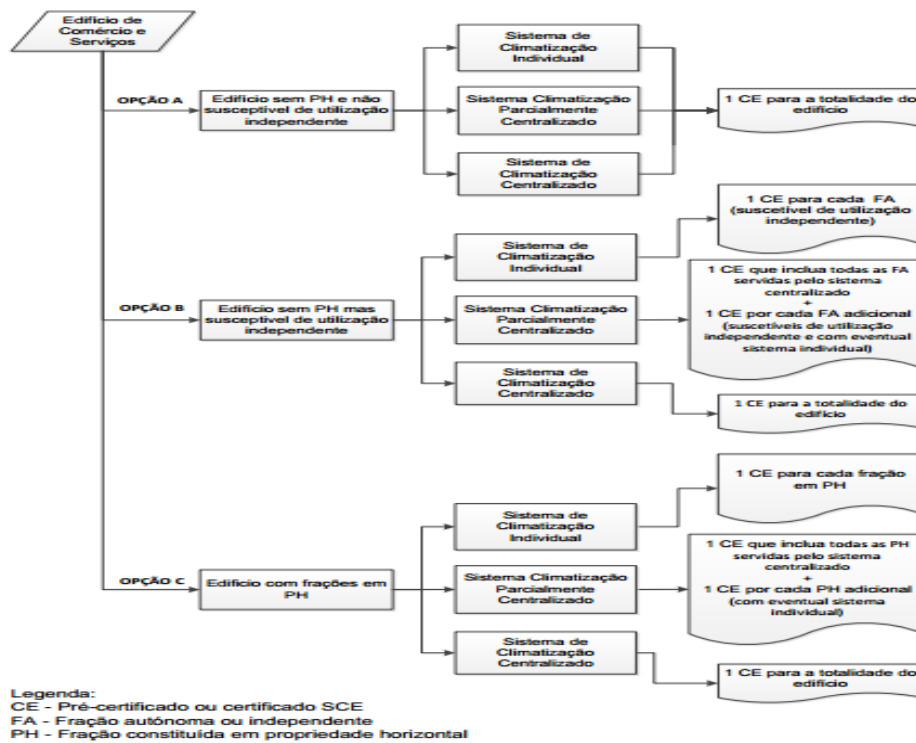 Edifício de
Comércio e
Serviços
OPÇÃO A
Edifício sem PH e não
susceptivel de utilização
independente
Sistema de
Climatização
Individual
Sistema Climatização
Parcialmente
Centralizado
Sistema de
Climatização
Centralizado
1 CE para a totalidade do
edifício
OPÇÃO B
Edifício sem PH mas
susceptivel de utilização
independente
Sistema de
Climatização
Individual
Sistema Climatização
Parcialmente
Centralizado
Sistema de
Climatização
Centralizado
1 CE para cada FA
(suscetível de utilização
independente)
1 CE que inclua todas as FA
servidas pelo sistema
centralizado
+
1 CE por cada FA adicional
(suscetíveis de utilização
independente e com eventual
sistema individual)
1 CE para a totalidade do
edifício
OPÇÃO C
Edificio com frações em
PH
Sistema de
Climatização
Individual
Sistema Climatização
Parcialmente
Centralizado
Sistema de
Climatização
Centralizado
1 CE para cada fração
em PH
1 CE que inclua todas as PH
servidas pelo sistema
centralizado
+
1 CE por cada PH adicional
(com eventual sistema
individual)
1 CE para a totalidade do
edifício
Legenda:
CE - Pré-certificado ou certificado SCE
FA - Fração autónoma ou independente
PH - Fração constituída em propriedade horizontal